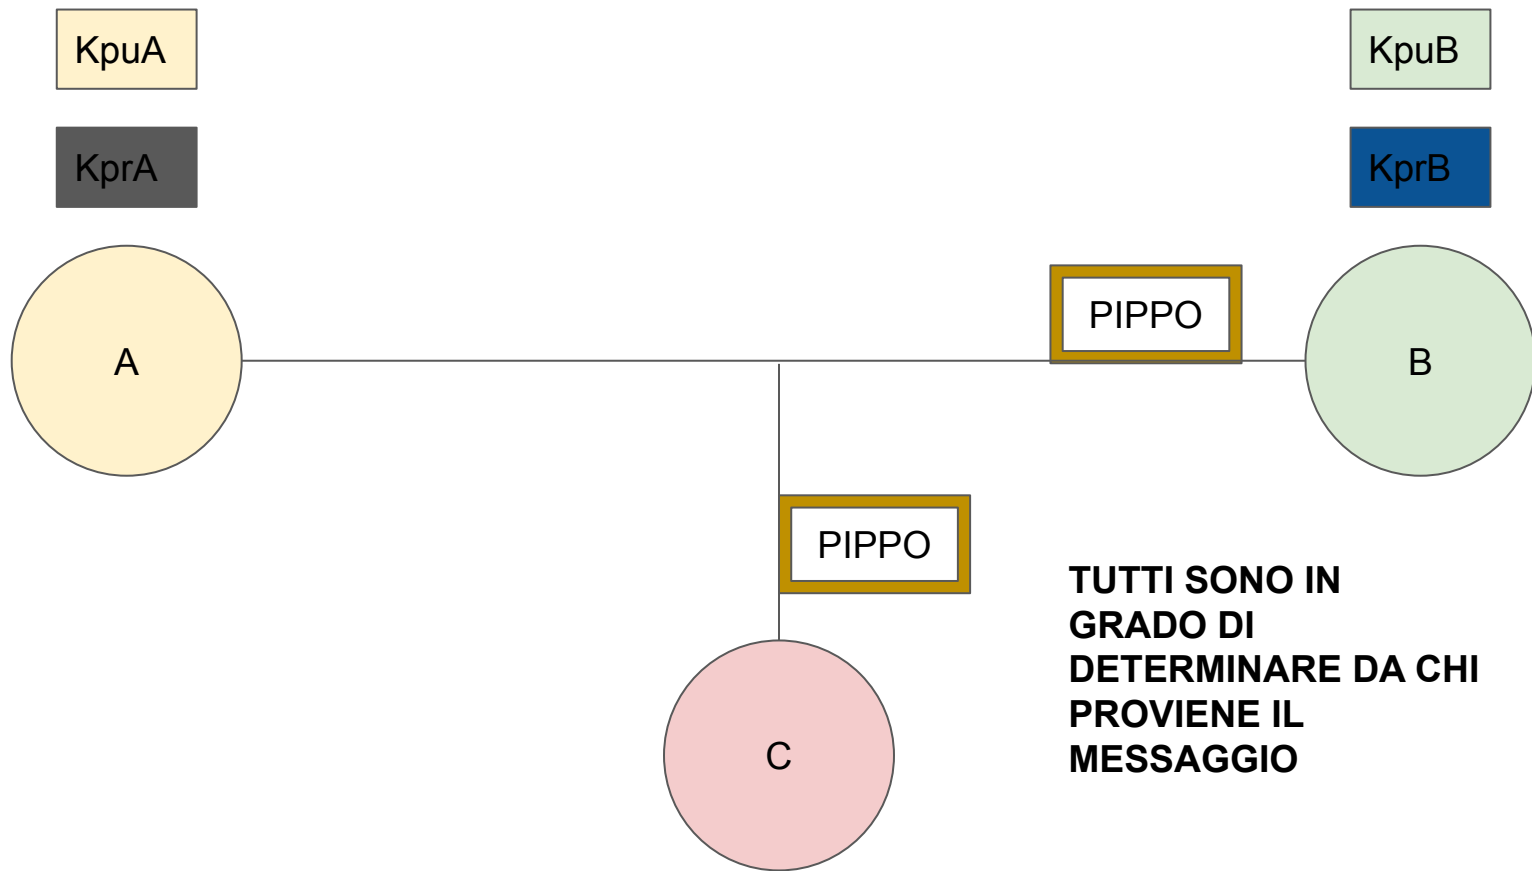 KpuA
KpuB
KprA
KprB
PIPPO
A
B
PIPPO
TUTTI SONO IN
GRADO DI
DETERMINARE DA CHI
PROVIENE IL
MESSAGGIO
C